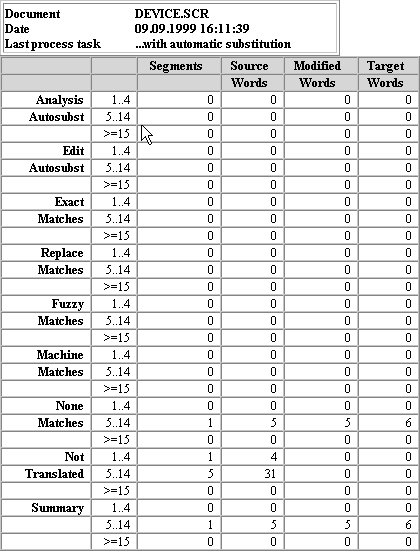 Document DEVICE.SCR
Date 09.09.1999 16:11:39
Last process task ...with automatic substitution
Segments Source Modified Target
Words Words Words
Analysis 1..4 0 0 0 0
Autosubst 5..14 0 0 0 0
>=15 0 0 0 0
Edit 1..4 0 0 0 0
Autosubst 5..14 0 0 0 0
>=15 0 0 0 0
Exact 1..4 0 0 0 0
Matches 5..14 0 0 0 0
>=15 0 0 0 0
Replace 1..4 0 0 0 0
Matches 5..14 0 0 0 0
>=15 0 0 0 0
Fuzzy 1..4 0 0 0 0
Matches 5..14 0 0 0 0
>=15 0 0 0 0
Machine 1..4 0 0 0 0
Matches 5..14 0 0 0 0
>=15 0 0 0 0
None 1..4 0 0 0 0
Matches 5..14 1 5 5 6
>=15 0 0 0 0
Not 1..4 1 4 0 0
Translated 5..14 5 31 0 0
>=15 0 0 0 0
Summary 1..4 0 0 0 0
5..14 1 5 5 6
>=15 0 0 0 0